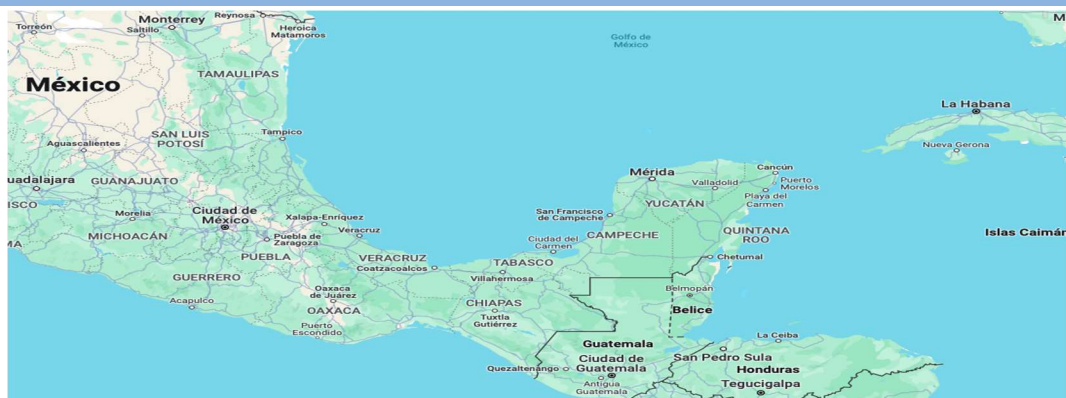 Reynosa
Monterrey
Torreón
Saltillo
Heroica
Matamoros
M
Golfo de
México
TAMAULIPAS
México
La Habana
SAN LUIS
POTOSÍ
Tampico
Aguascalientes
Nueva Gerona
Mérida
Cancún
uadalajara
GUANAJUATO
Valladolid
Puerto
Morelos
Playa del
Carmen
ISCO
YUCATÁN
Morelia
Ciudad de
México
Xalapa-Enríquez
San Francisco
de Campeche
Veracruz
MICHOACÁN
Puebla de
Zaragoza
CAMPECHE
QUINTANA
ROO
Islas Caimán
MA
Ciudad del
Carmen
PUEBLA
VERACRUZ
Coatzacoalcos
TABASCO
Chetumal
GUERRERO
Villahermosa
Oaxaca
de Juárez
Belmopán
Acapulco
OAXACA
CHIAPAS
Tuxtla
Gutiérrez
Belice
Puerto
Escondido
La Ceiba
Guatemala
Ciudad de
Guatemala
San Pedro Sula
Quezaltenango
Honduras
Antigua
Guatemala
Tegucigalpa